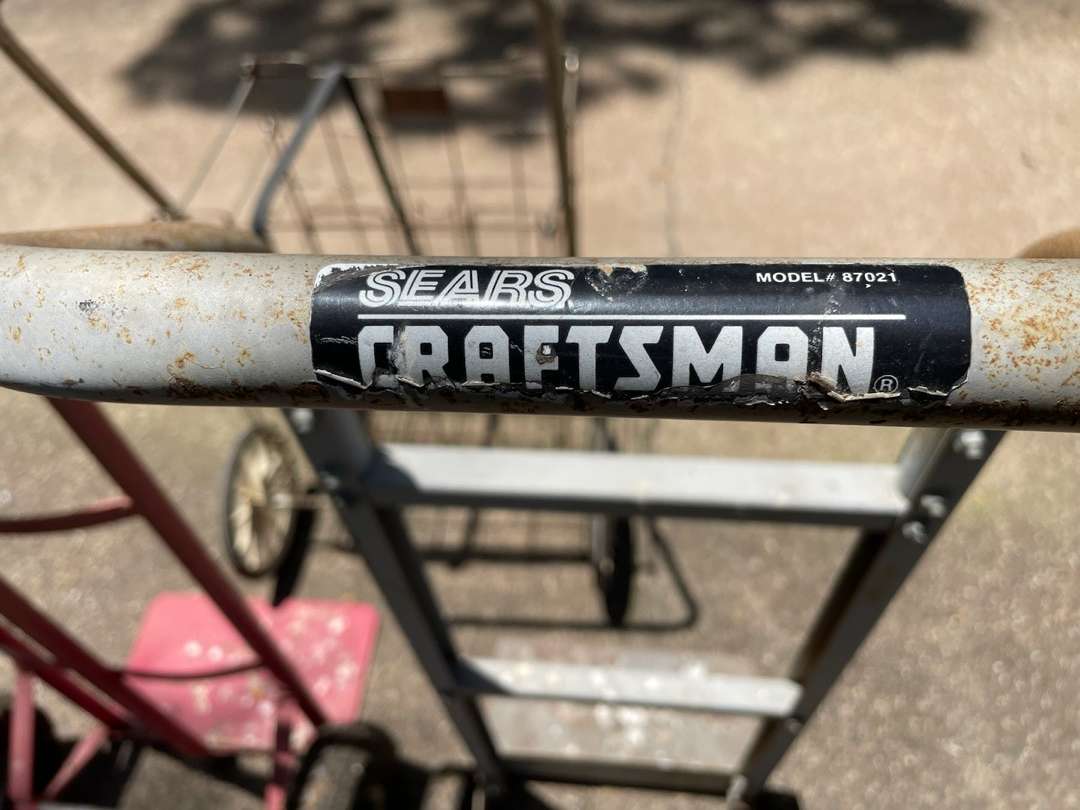 SEARS
MODEL# 87021
CRAFTSMAN
®